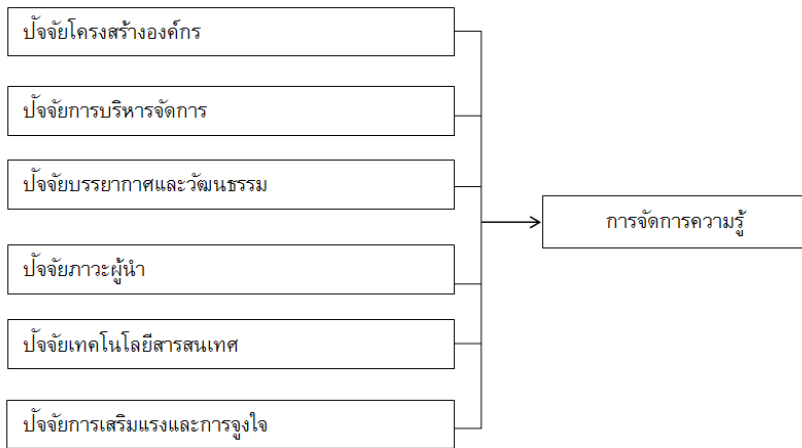 ปัจจัยโครงสร้างองค์กร
ปัจจัยการบริหารจัดการ
ปัจจัยบรรยากาศและวัฒนธรรม
การจัดการความรู้
ปัจจัยภาวะผู้นำ
ปัจจัยเทคโนโลยีสารสนเทศ
ปัจจัยการเสริมแรงและการจูงใจ